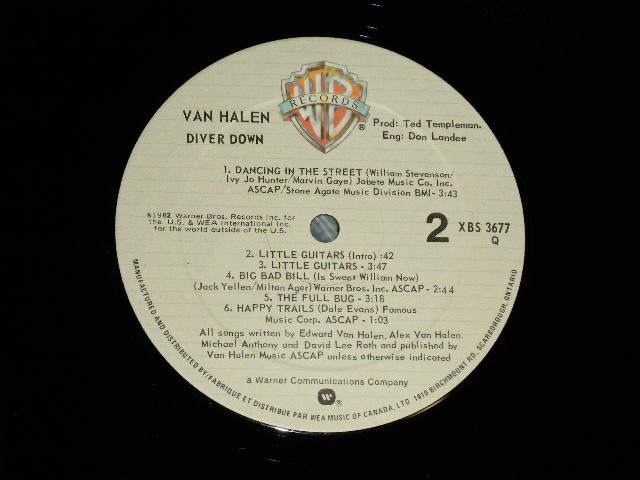 WB
RECORDS
®
VAN HALEN
DIVER DOWN
Prod: Ted Templeman.
Eng: Don Landee
1. DANCING IN THE STREET (William Stevenson/
Ivy Jo Hunter/Marvin Gaye) Jobete Music Co. Inc.
ASCAP/Stone Agate Music Division BMI- 3:43
℗1982 Warner Bros. Records Inc. for
the U.S. & WEA International Inc.
for the world outside of the U.S.
2 XBS 3677
Q
2. LITTLE GUITARS (Intro) :42
3. LITTLE GUITARS - 3:47
4. BIG BAD BILL (Is Sweet William Now)
(Jack Yellen/Milton Ager) Warner Bros. Inc. ASCAP - 2:44
5. THE FULL BUG - 3:18
6. HAPPY TRAILS (Dale Evans) Famous
Music Corp. ASCAP - 1:03
All songs written by Edward Van Halen, Alex Van Halen,
Michael Anthony and David Lee Roth and published by
Van Halen Music ASCAP unless otherwise indicated
a Warner Communications Company
W®
MANUFACTURED AND DISTRIBUTED BY/FABRIQUE ET DISTRIBUE PAR WEA MUSIC OF CANADA, LTD. 1810 BIRCHMOUNT RD. SCARBOROUGH, ONTARIO